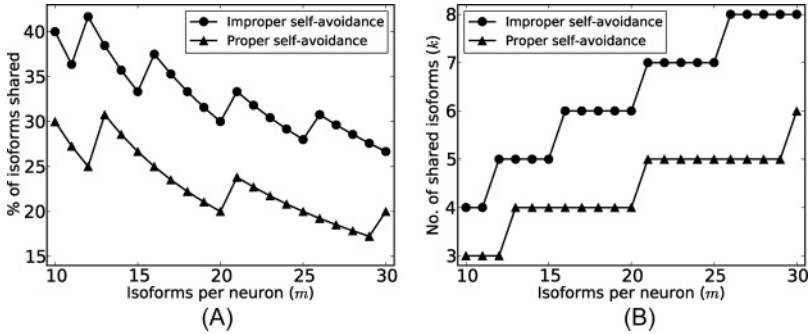 Improper self-avoidance
Proper self-avoidance
% of isoforms shared
40
35
30
25
20
15
10 15 20 25 30
Isoforms per neuron (m)
(A)
Improper self-avoidance
Proper self-avoidance
No. of shared isoforms (k)
8
7
6
5
4
3
2
10 15 20 25 30
Isoforms per neuron (m)
(B)